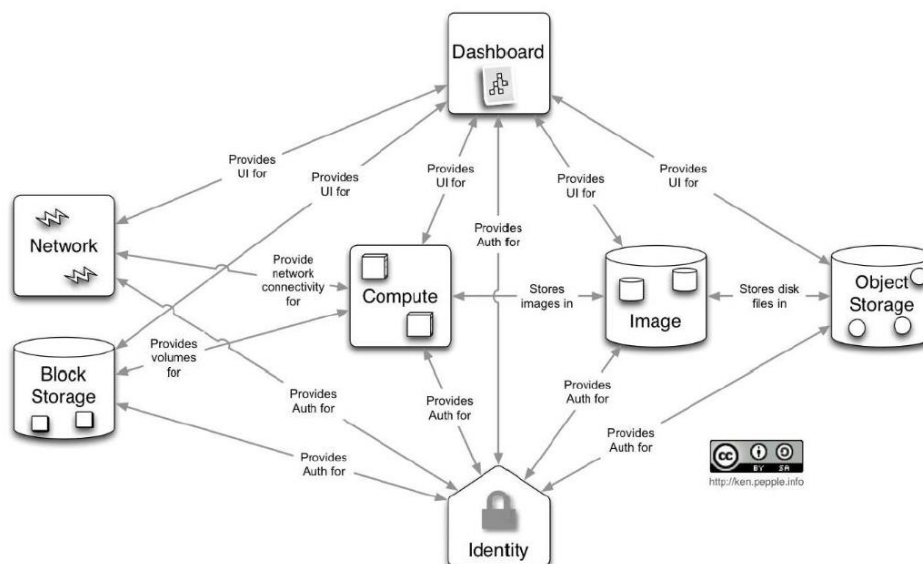 Dashboard
Provides
UI for
Provides
UI for
Provides
UI for
Provides
UI for
Provides
UI for
Provides
Auth for
Network
Provide
network
connectivity
for
Compute
Stores
images in
Image
Stores disk
files in
Object
Storage
Block
Storage
Provides
volumes
for
Provides
Auth for
Provides
Auth for
Provides
Auth for
Provides
Auth for
Provides
Auth for
Identity
cc
BY SA
http://ken.pepple.info